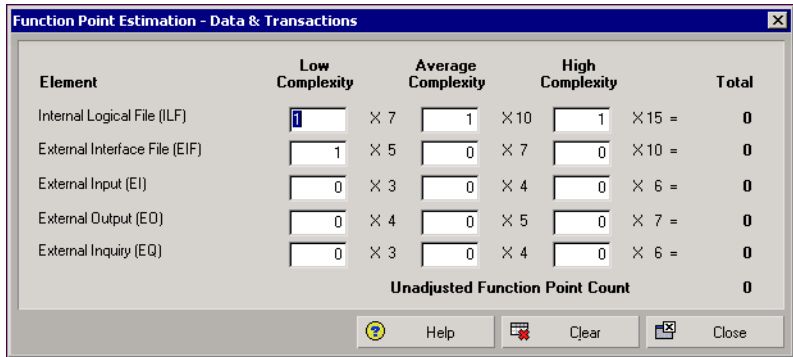 Function Point Estimation - Data & Transactions
Element Low Complexity Average Complexity High Complexity Total
Internal Logical File (ILF) 1 X 7 1 X 10 1 X 15 = 0
External Interface File (EIF) 1 X 5 0 X 7 0 X 10 = 0
External Input (EI) 0 X 3 0 X 4 0 X 6 = 0
External Output (EO) 0 X 4 0 X 5 0 X 7 = 0
External Inquiry (EQ) 0 X 3 0 X 4 0 X 6 = 0
Unadjusted Function Point Count 0
Help Clear Close